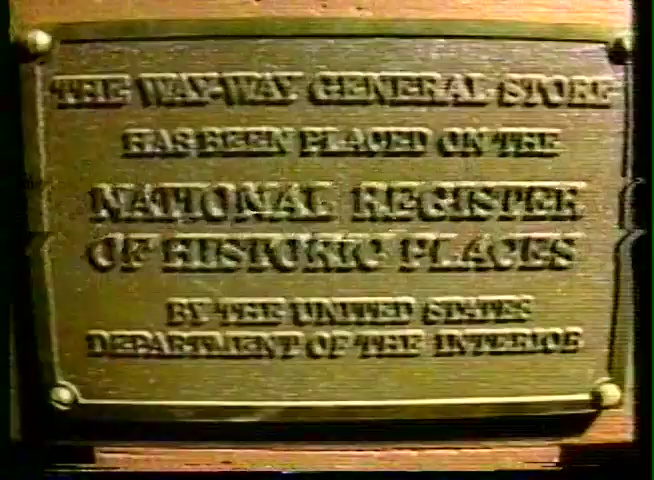 THE WAY-WAY GENERAL STORE
HAS BEEN PLACED ON THE
NATIONAL REGISTER
OF HISTORIC PLACES
BY THE UNITED STATES
DEPARTMENT OF THE INTERIOR